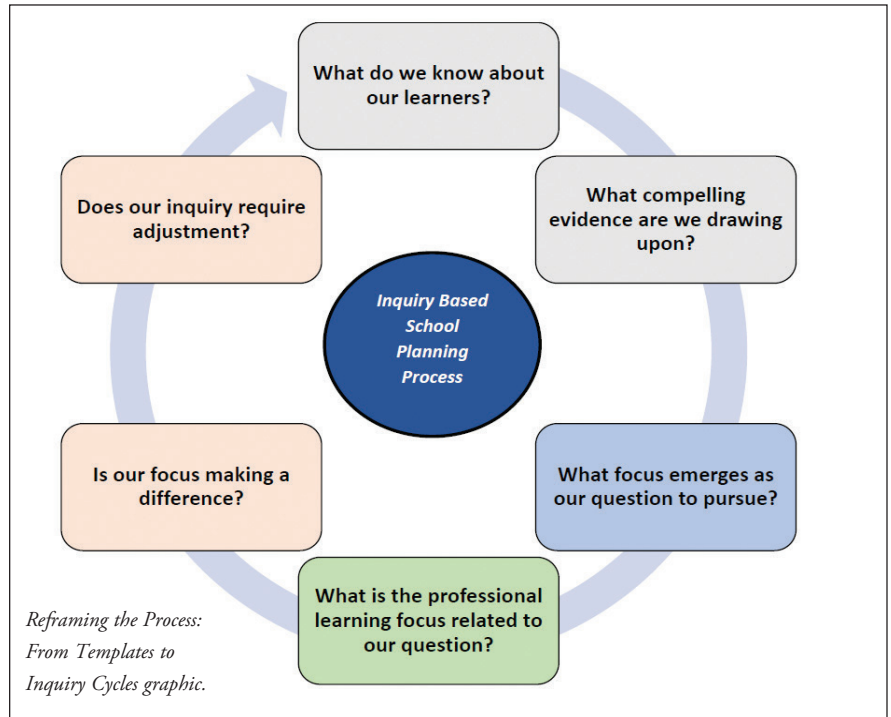 What do we know about
our learners?
What compelling
evidence are we drawing
upon?
What focus emerges as
our question to pursue?
What is the professional
learning focus related to
our question?
Is our focus making a
difference?
Does our inquiry require
adjustment?
Inquiry Based
School
Planning
Process
Reframing the Process:
From Templates to
Inquiry Cycles graphic.